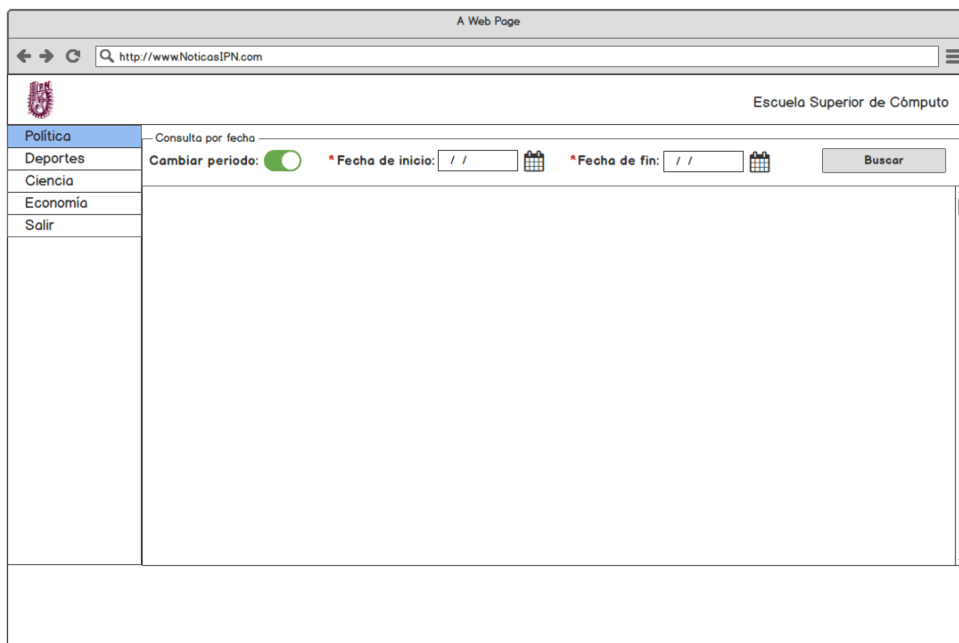 A Web Page
http://www.NoticasIPN.com
IPN
Escuela Superior de Cómputo
Política
Deportes
Ciencia
Economía
Salir
Consulta por fecha
Cambiar periodo: *Fecha de inicio: / / *Fecha de fin: / / Buscar